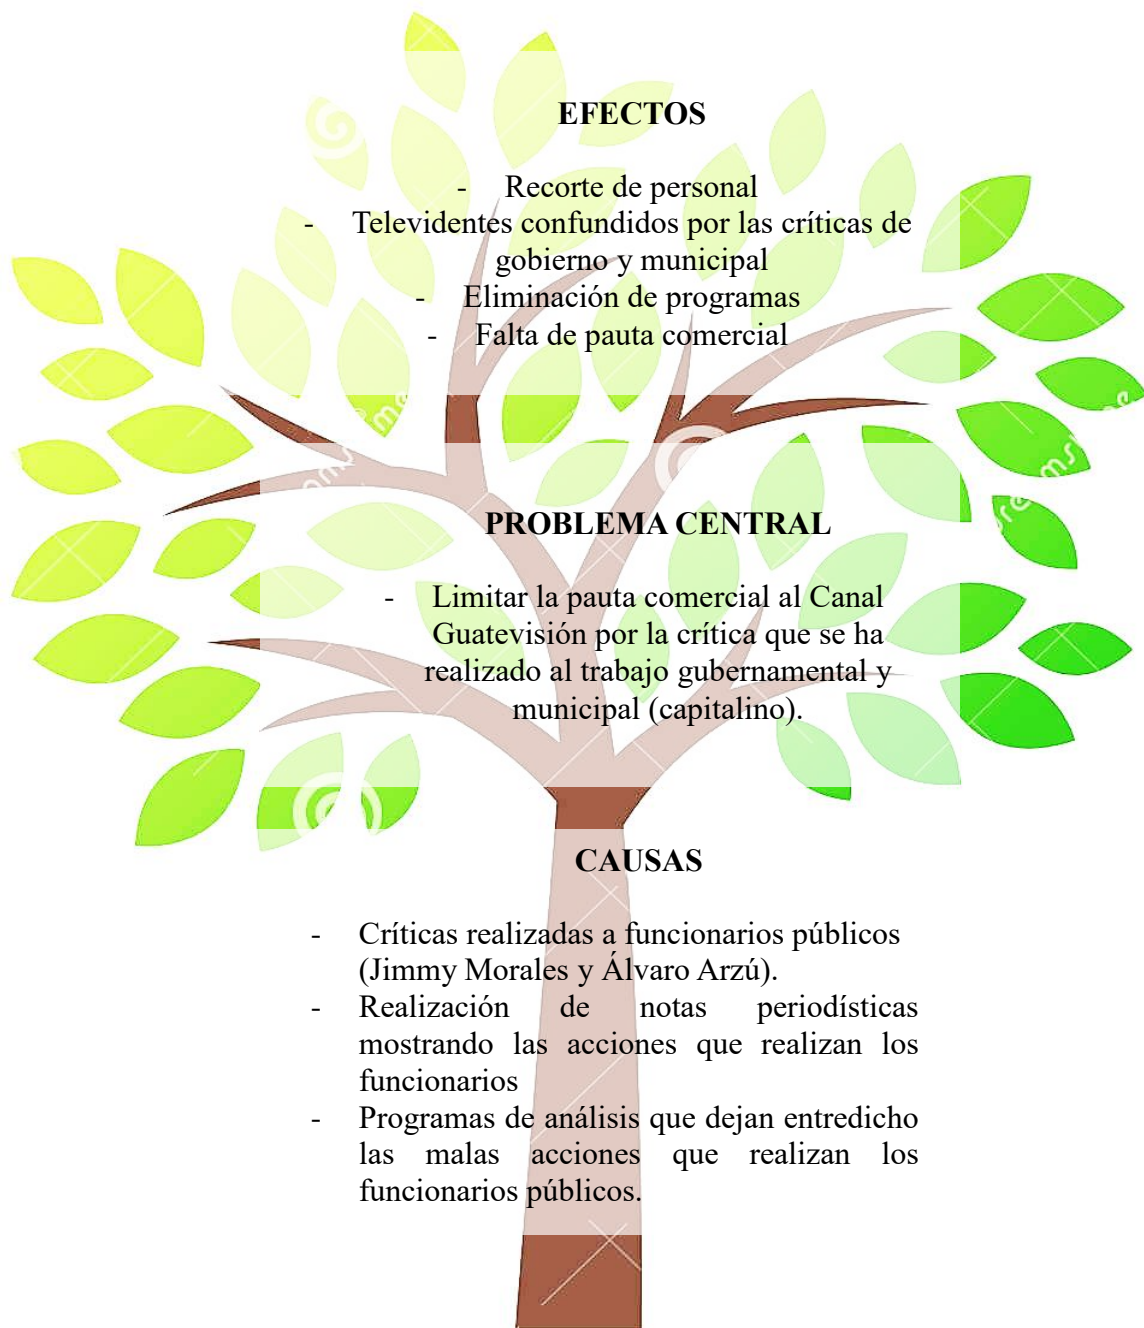 EFECTOS
- Recorte de personal
- Televidentes confundidos por las críticas de
gobierno y municipal
- Eliminación de programas
- Falta de pauta comercial
PROBLEMA CENTRAL
- Limitar la pauta comercial al Canal
Guatevisión por la crítica que se ha
realizado al trabajo gubernamental y
municipal (capitalino).
CAUSAS
- Críticas realizadas a funcionarios públicos
(Jimmy Morales y Álvaro Arzú).
- Realización de notas periodísticas
mostrando las acciones que realizan los
funcionarios
- Programas de análisis que dejan entredicho
las malas acciones que realizan los
funcionarios públicos.